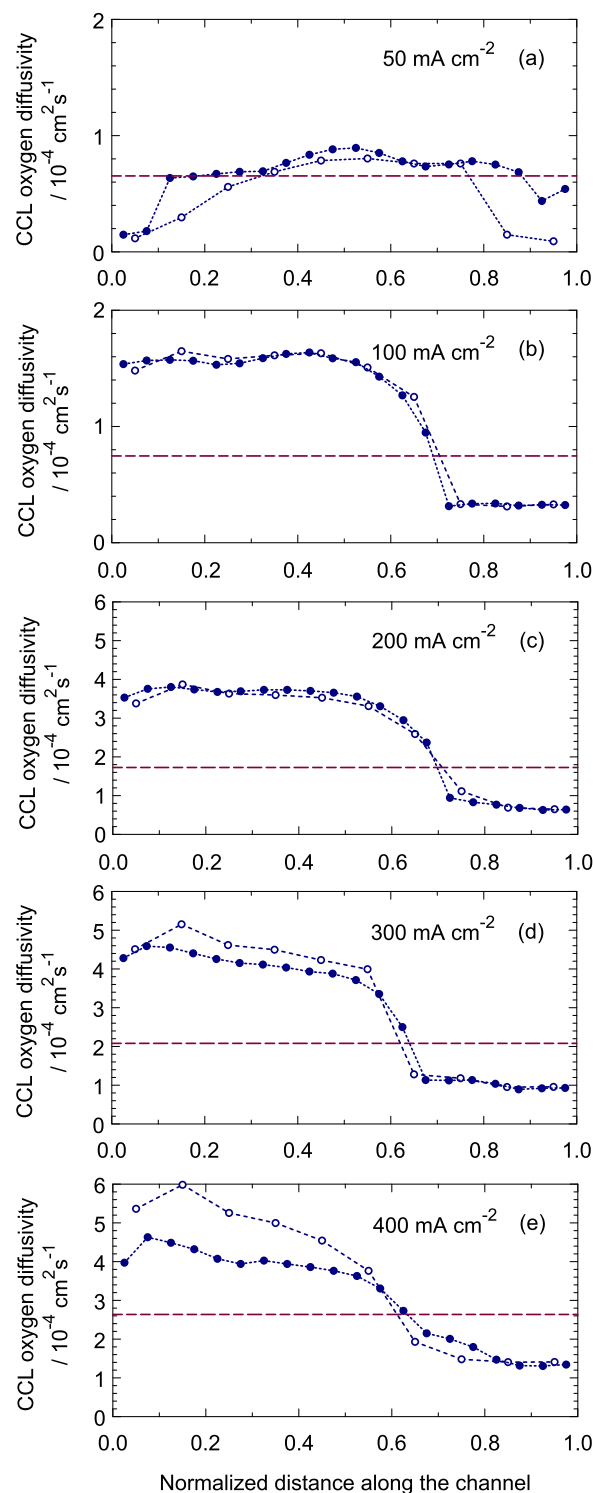 CCL oxygen diffusivity
/ 10⁻⁴ cm²s⁻¹
50 mA cm⁻² (a)
2
1
0
0.0 0.2 0.4 0.6 0.8 1.0
CCL oxygen diffusivity
/ 10⁻⁴ cm²s⁻¹
100 mA cm⁻² (b)
2
1
0
0.0 0.2 0.4 0.6 0.8 1.0
CCL oxygen diffusivity
/ 10⁻⁴ cm²s⁻¹
200 mA cm⁻² (c)
6
5
4
3
2
1
0
0.0 0.2 0.4 0.6 0.8 1.0
CCL oxygen diffusivity
/ 10⁻⁴ cm²s⁻¹
300 mA cm⁻² (d)
6
5
4
3
2
1
0
0.0 0.2 0.4 0.6 0.8 1.0
CCL oxygen diffusivity
/ 10⁻⁴ cm²s⁻¹
400 mA cm⁻² (e)
6
5
4
3
2
1
0
0.0 0.2 0.4 0.6 0.8 1.0
Normalized distance along the channel